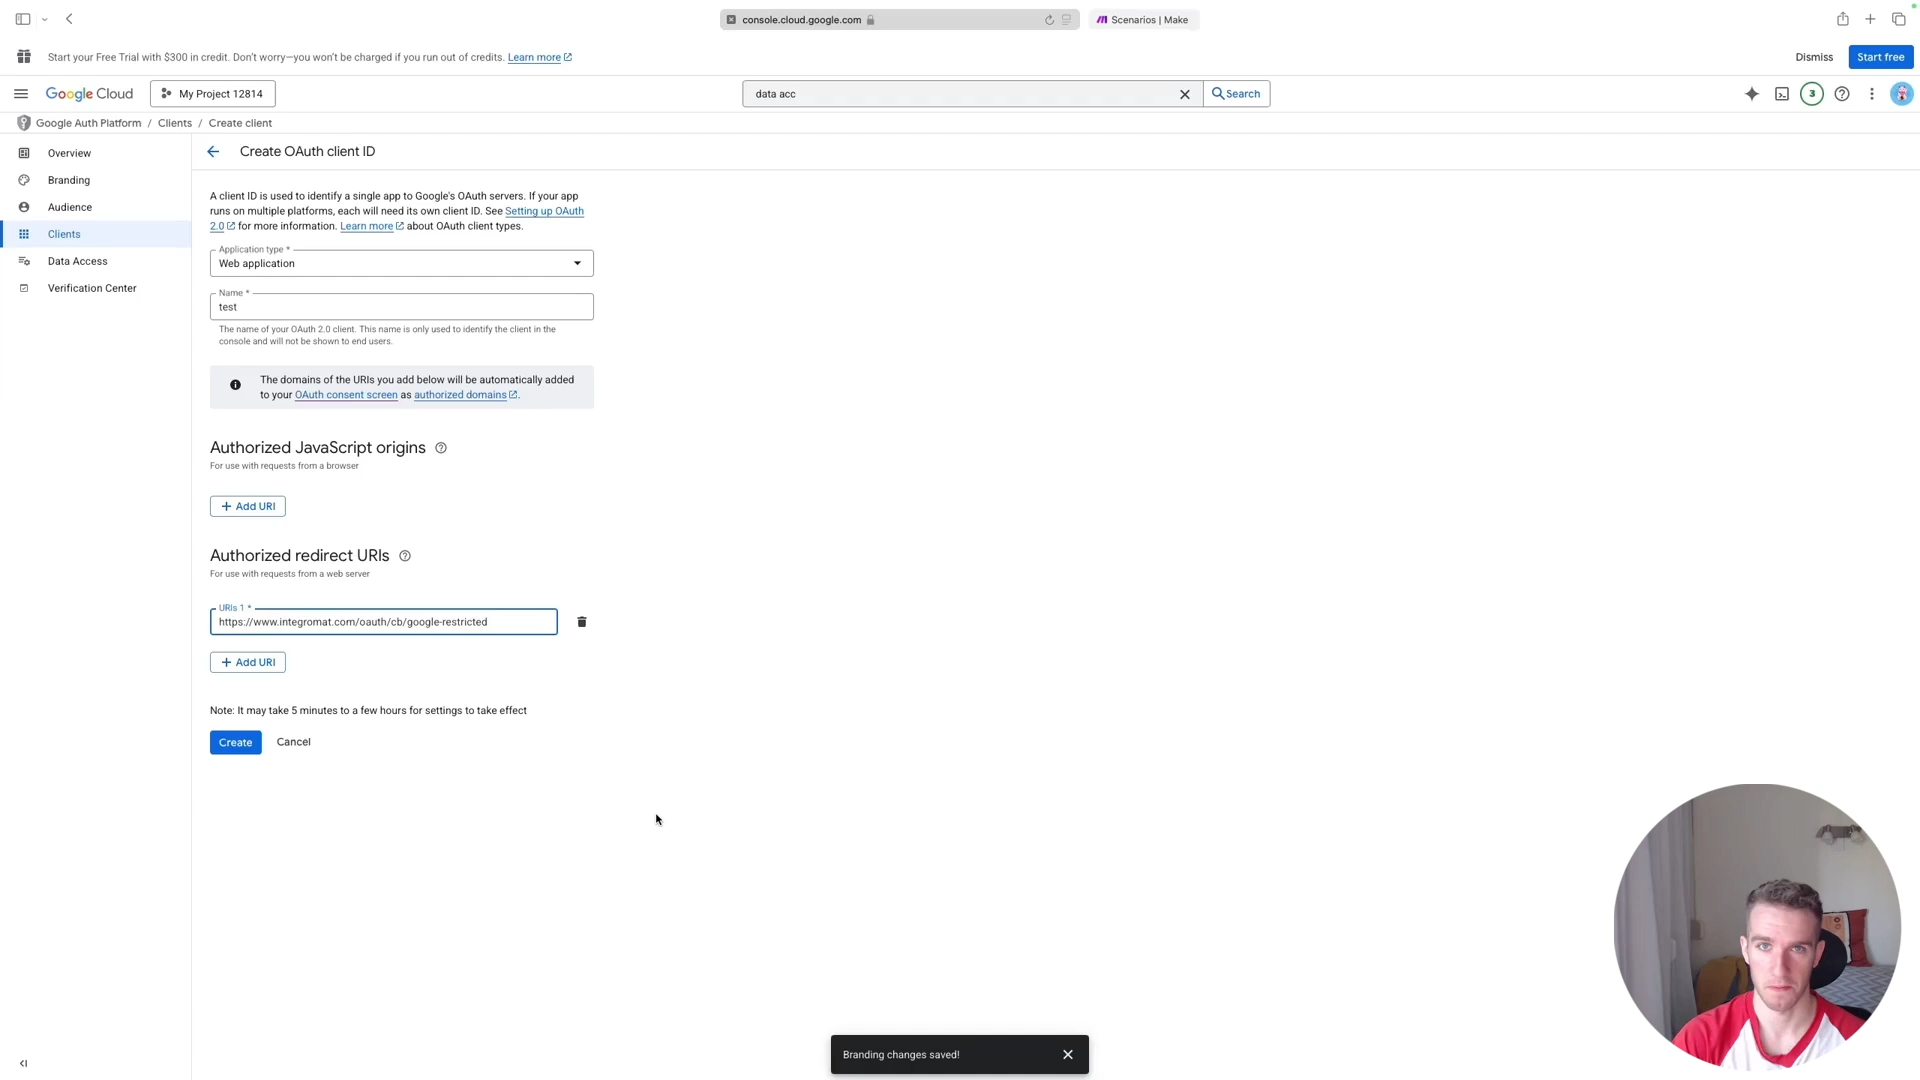 console.cloud.google.com
Scenarios | Make
Start your Free Trial with $300 in credit. Don't worry—you won't be charged if you run out of credits. Learn more
Dismiss
Start free
Google Cloud
My Project 12814
data acc
Search
3
Google Auth Platform / Clients / Create client
Overview
Branding
Audience
Clients
Data Access
Verification Center
Create OAuth client ID
A client ID is used to identify a single app to Google's OAuth servers. If your app
runs on multiple platforms, each will need its own client ID. See Setting up OAuth
2.0 for more information. Learn more about OAuth client types.
Application type *
Web application
Name *
test
The name of your OAuth 2.0 client. This name is only used to identify the client in the
console and will not be shown to end users.
The domains of the URIs you add below will be automatically added
to your OAuth consent screen as authorized domains.
Authorized JavaScript origins
For use with requests from a browser
+ Add URI
Authorized redirect URIs
For use with requests from a web server
URIs 1 *
https://www.integromat.com/oauth/cb/google-restricted
+ Add URI
Note: It may take 5 minutes to a few hours for settings to take effect
Create
Cancel
Branding changes saved!